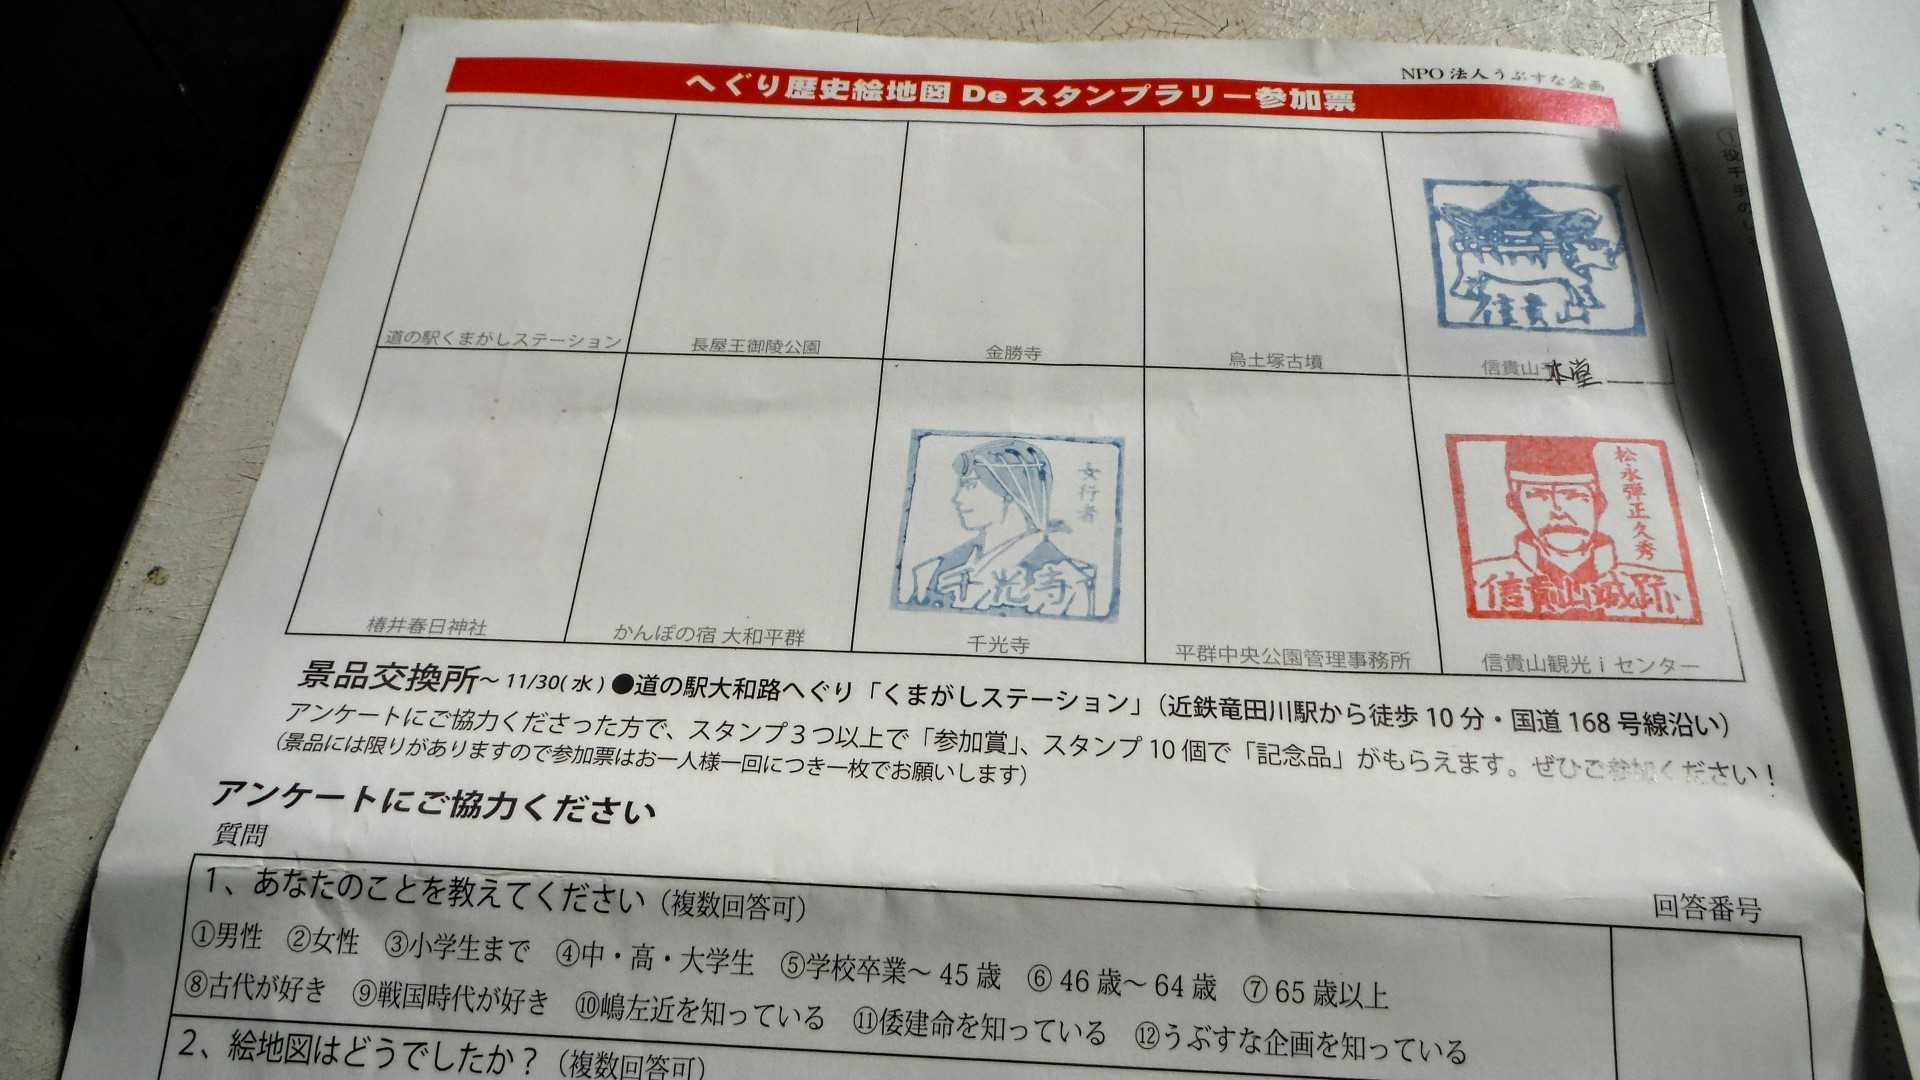 NPO 法人うぶすな企画
へぐり歴史絵地図 De スタンプラリー参加票
信貴山
道の駅くまがしステーション
長屋王御陵公園
金勝寺
烏土塚古墳
信貴山本堂
女行者
千光寺
松永弾正久秀
信貴山城跡
椿井春日神社
かんぽの宿 大和平群
千光寺
平群中央公園管理事務所
信貴山観光 i センター
景品交換所～ 11/30( 水 ) ●道の駅大和路へぐり「くまがしステーション」（近鉄竜田川駅から徒歩 10 分・国道 168 号線沿い）
アンケートにご協力くださった方で、スタンプ３つ以上で「参加賞」、スタンプ 10 個で「記念品」がもらえます。ぜひご参加ください！
（景品には限りがありますので参加票はお一人様一回につき一枚でお願いします）
アンケートにご協力ください
質問
回答番号
１、あなたのことを教えてください（複数回答可）
①男性 ②女性 ③小学生まで ④中・高・大学生 ⑤学校卒業～ 45 歳 ⑥ 46 歳～ 64 歳 ⑦ 65 歳以上
⑧古代が好き ⑨戦国時代が好き ⑩嶋左近を知っている ⑪倭建命を知っている ⑫うぶすな企画を知っている
２、絵地図はどうでしたか？（複数回答可）